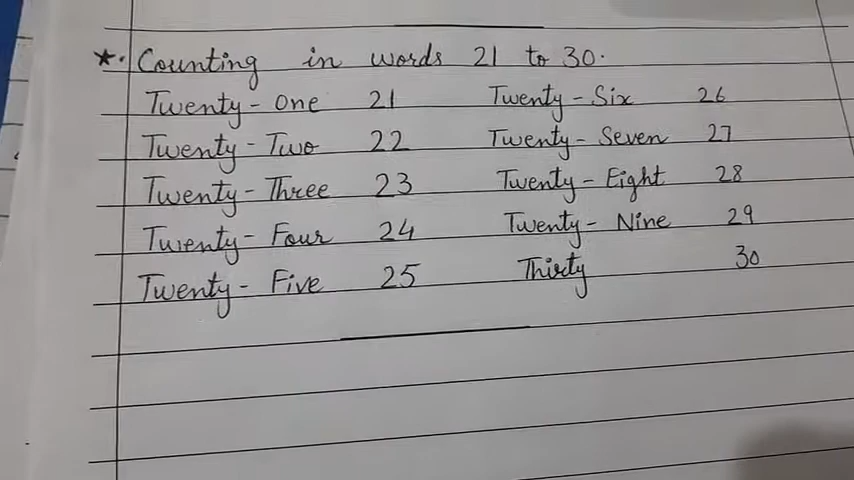 ★. Counting in words 21 to 30.
Twenty-One 21 Twenty-Six 26
Twenty-Two 22 Twenty-Seven 27
Twenty-Three 23 Twenty-Eight 28
Twenty-Four 24 Twenty-Nine 29
Twenty-Five 25 Thirty 30